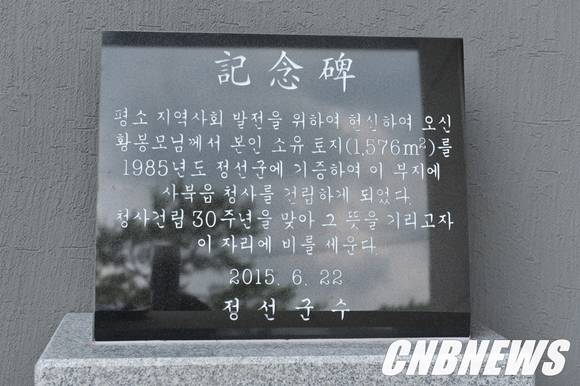 記念碑
평소 지역사회 발전을 위하여 헌신하여 오신
황봉모님께서 본인 소유 토지(1,576m²)를
1985년도 정선군에 기증하여 이 부지에
사북읍 청사를 건립하게 되었다.
청사건립 30주년을 맞아 그 뜻을 기리고자
이 자리에 비를 세운다.
2015. 6. 22
정선군수
CNBNEWS